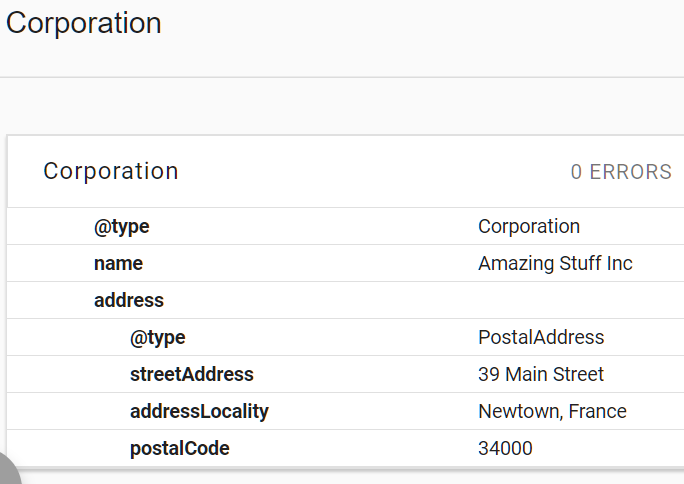 Corporation
Corporation 0 ERRORS
@type Corporation
name Amazing Stuff Inc
address
@type PostalAddress
streetAddress 39 Main Street
addressLocality Newtown, France
postalCode 34000